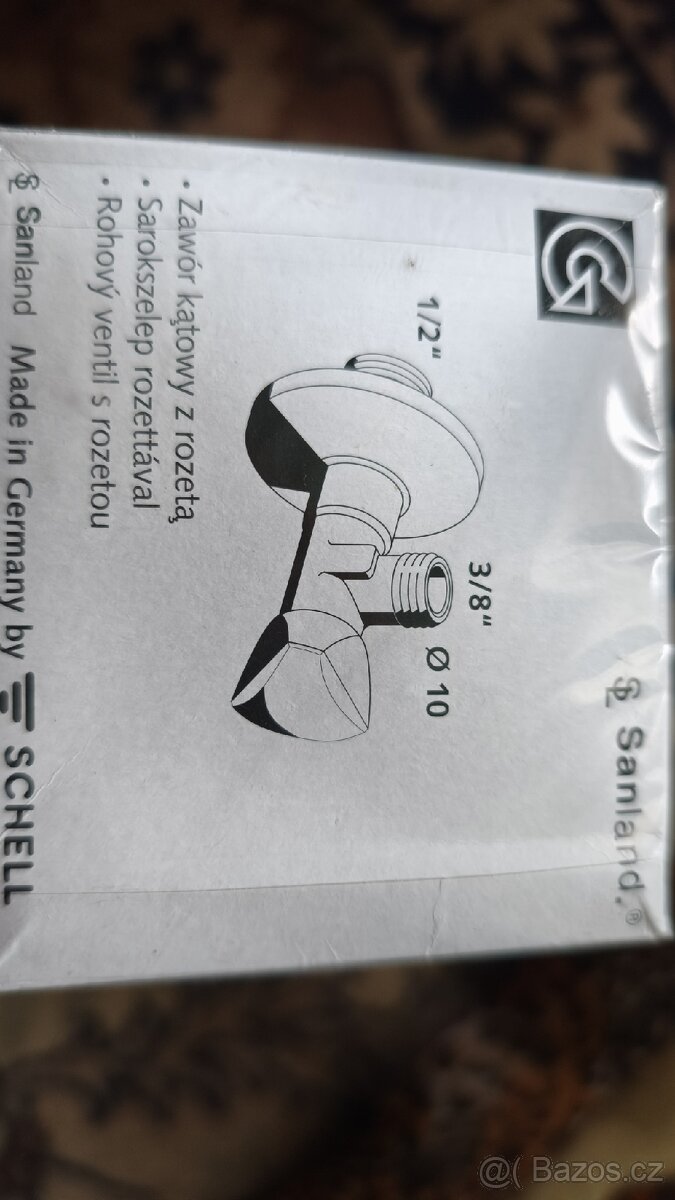 Sanland.®
1/2"
3/8"
Ø 10
• Zawór kątowy z rozetą
• Sarokszelep rozettával
• Rohový ventil s rozetou
Sanland Made in Germany by SCHELL
@( Bazos.cz